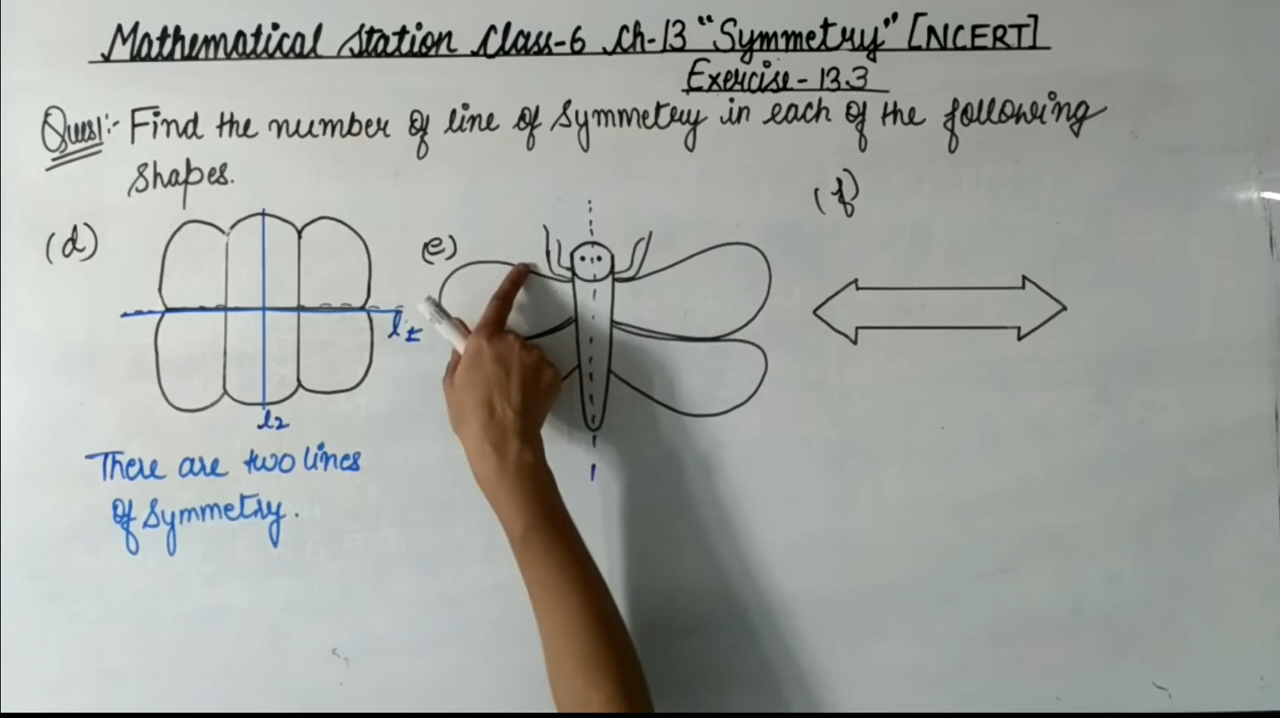 Mathematical Station Class-6 Ch-13 "Symmetry" [NCERT]
Exercise-13.3
Ques1:- Find the number of line of symmetry in each of the following
shapes.
(d)
(e)
(f)
l1
l2
There are two lines
of symmetry.